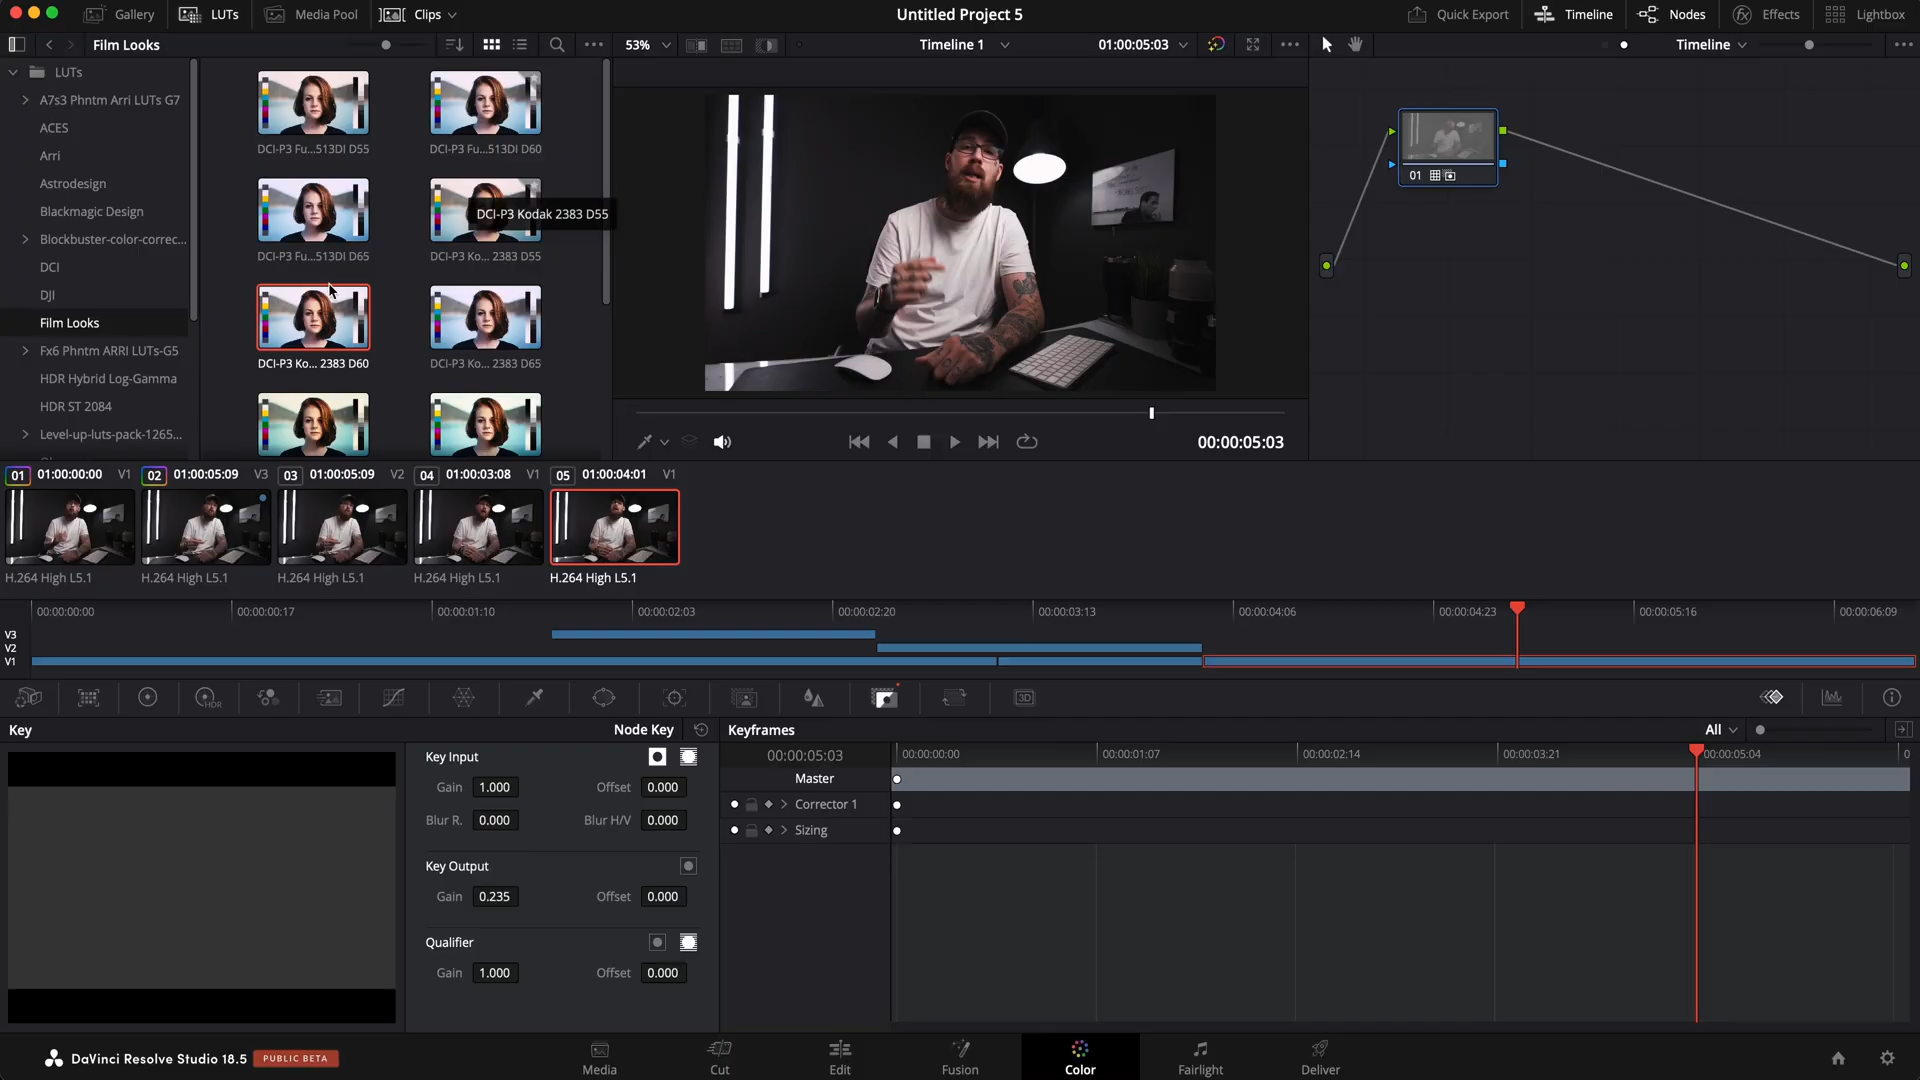 Gallery
LUTs
Media Pool
Clips
Untitled Project 5
Quick Export
Timeline
Nodes
Effects
Lightbox
Film Looks
53%
Timeline 1
01:00:05:03
Timeline
LUTs
A7s3 Phntm Arri LUTs G7
ACES
Arri
Astrodesign
Blackmagic Design
Blockbuster-color-correc...
DCI
DJI
Film Looks
Fx6 Phntm ARRI LUTs-G5
HDR Hybrid Log-Gamma
HDR ST 2084
Level-up-luts-pack-1265...
DCI-P3 Fu...513DI D55
DCI-P3 Fu...513DI D60
DCI-P3 Kodak 2383 D55
DCI-P3 Fu...513DI D65
DCI-P3 Ko... 2383 D55
DCI-P3 Ko... 2383 D60
DCI-P3 Ko... 2383 D65
01
00:00:05:03
01 01:00:00:00 V1
02 01:00:05:09 V3
03 01:00:05:09 V2
04 01:00:03:08 V1
05 01:00:04:01 V1
H.264 High L5.1
H.264 High L5.1
H.264 High L5.1
H.264 High L5.1
H.264 High L5.1
00:00:00:00
00:00:00:17
00:00:01:10
00:00:02:03
00:00:02:20
00:00:03:13
00:00:04:06
00:00:04:23
00:00:05:16
00:00:06:09
V3
V2
V1
HDR
3D
Key
Node Key
Key Input
Gain 1.000 Offset 0.000
Blur R. 0.000 Blur H/V 0.000
Key Output
Gain 0.235 Offset 0.000
Qualifier
Gain 1.000 Offset 0.000
Keyframes
All
00:00:05:03
00:00:00:00
00:00:01:07
00:00:02:14
00:00:03:21
00:00:05:04
0
Master
Corrector 1
Sizing
DaVinci Resolve Studio 18.5
PUBLIC BETA
Media
Cut
Edit
Fusion
Color
Fairlight
Deliver